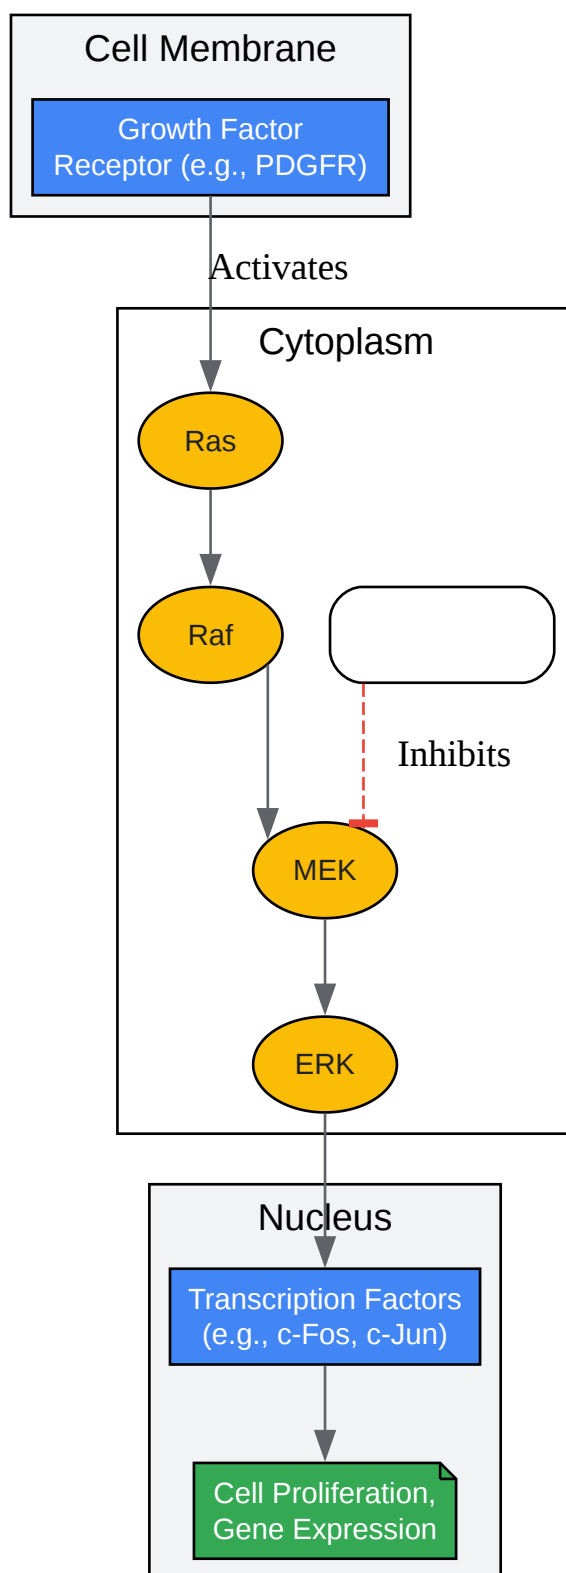 Cell Membrane
Growth Factor
Receptor (e.g., PDGFR)
Activates
Cytoplasm
Ras
Raf
Inhibits
MEK
ERK
Nucleus
Transcription Factors
(e.g., c-Fos, c-Jun)
Cell Proliferation,
Gene Expression